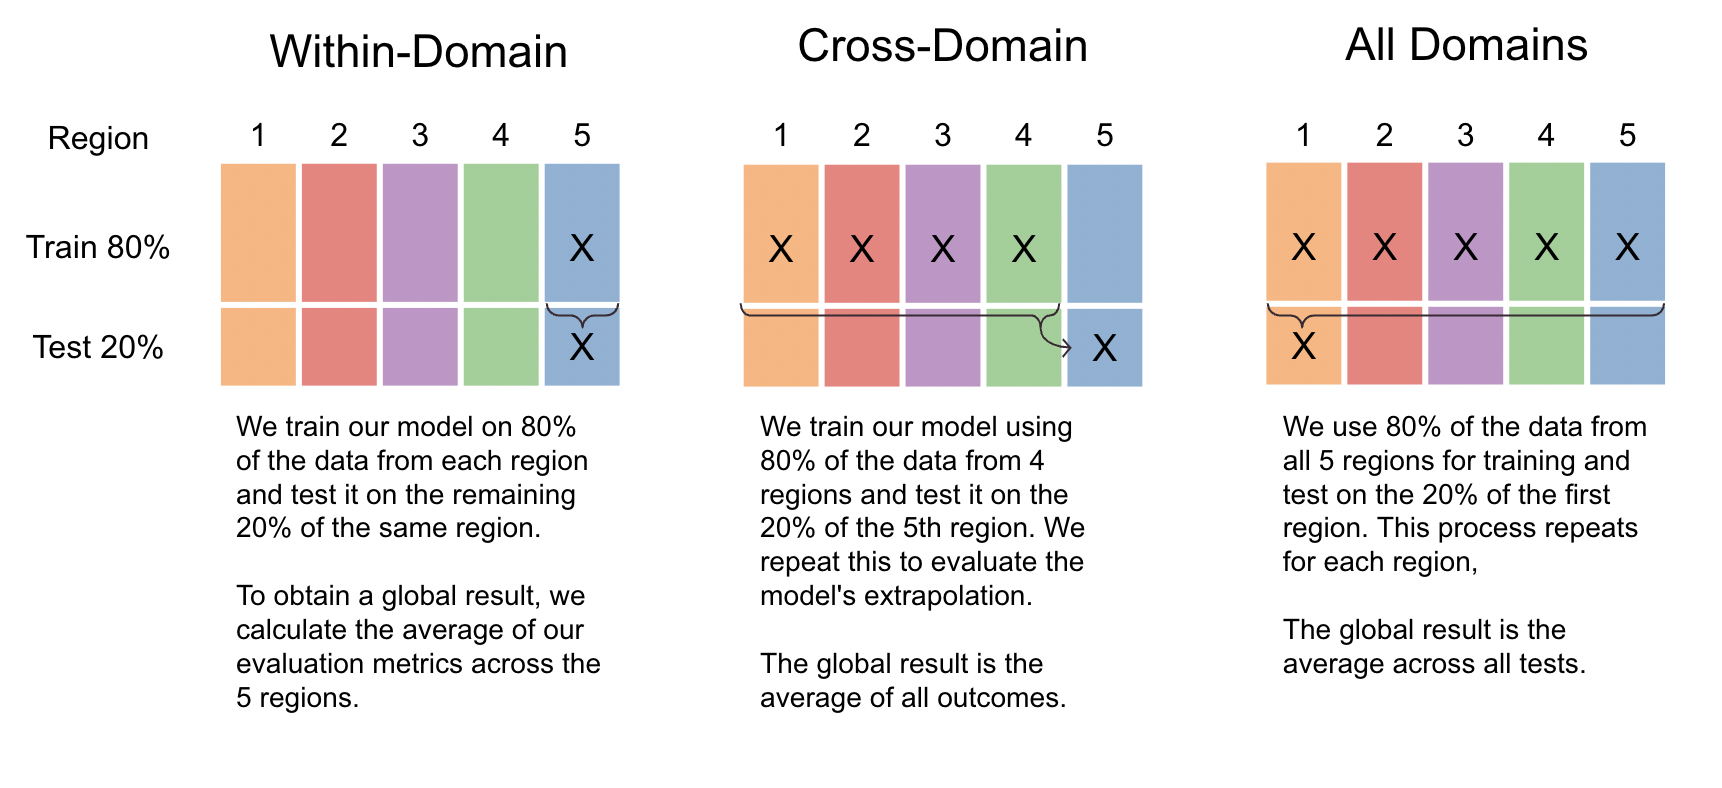 Within-Domain
Cross-Domain
All Domains
Region
1 2 3 4 5
1 2 3 4 5
1 2 3 4 5
Train 80%
X
X X X X
X X X X X
Test 20%
X
X
X
We train our model on 80%
of the data from each region
and test it on the remaining
20% of the same region.
To obtain a global result, we
calculate the average of our
evaluation metrics across the
5 regions.
We train our model using
80% of the data from 4
regions and test it on the
20% of the 5th region. We
repeat this to evaluate the
model's extrapolation.
The global result is the
average of all outcomes.
We use 80% of the data from
all 5 regions for training and
test on the 20% of the first
region. This process repeats
for each region,
The global result is the
average across all tests.